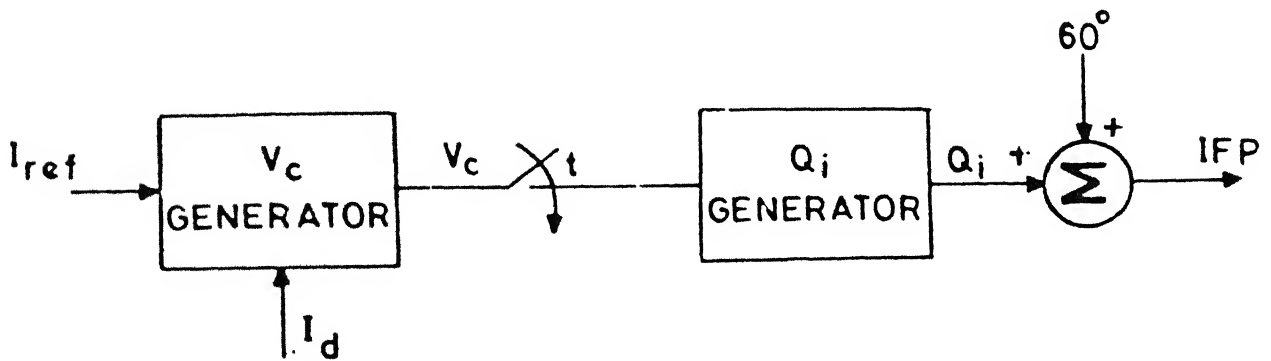 60°
I_ref
V_c
GENERATOR
V_c
t
Q_i
GENERATOR
Q_i
+
+
Σ
IFP
I_d